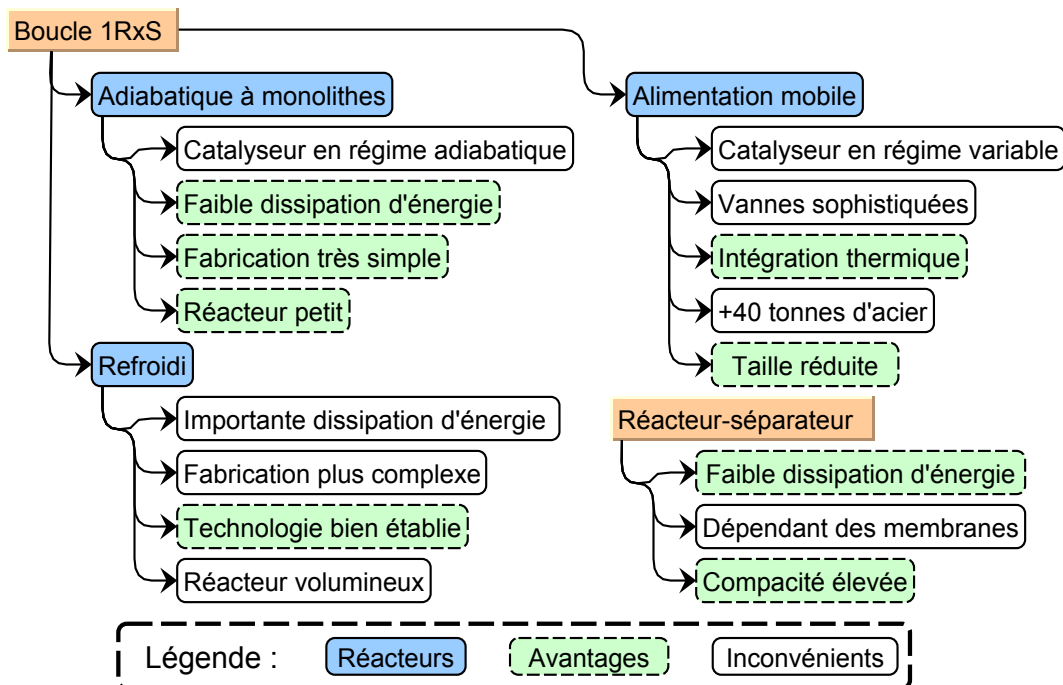 Boucle 1RxS
Adiabatique à monolithes
Catalyseur en régime adiabatique
Faible dissipation d'énergie
Fabrication très simple
Réacteur petit
Refroidi
Importante dissipation d'énergie
Fabrication plus complexe
Technologie bien établie
Réacteur volumineux
Alimentation mobile
Catalyseur en régime variable
Vannes sophistiquées
Intégration thermique
+40 tonnes d'acier
Taille réduite
Réacteur-séparateur
Faible dissipation d'énergie
Dépendant des membranes
Compacité élevée
Légende : Réacteurs Avantages Inconvénients